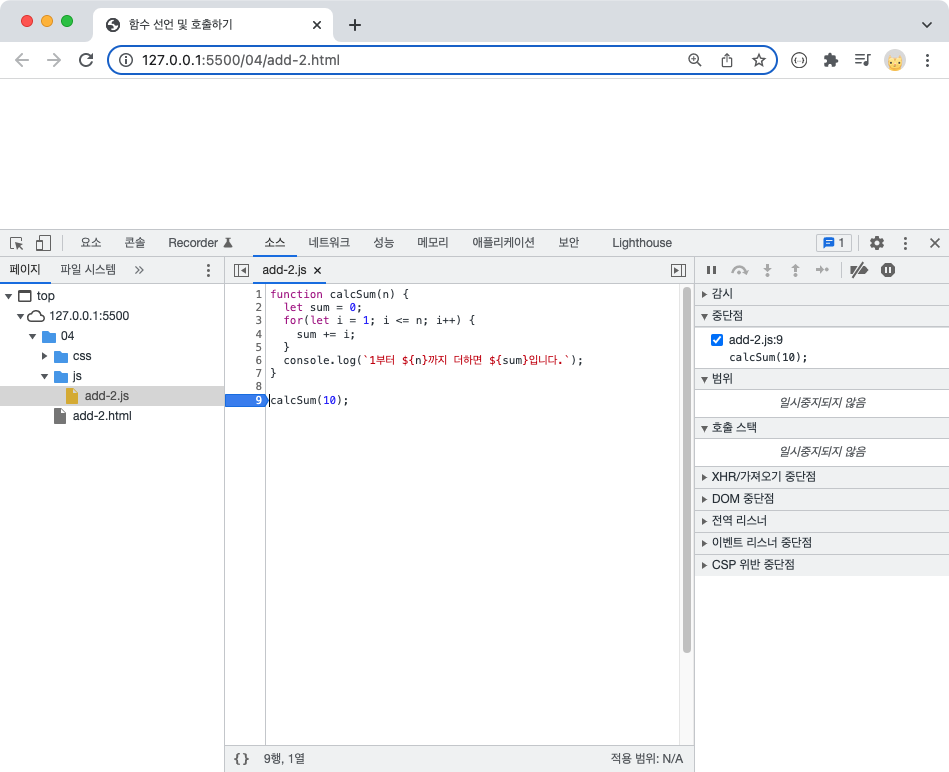 함수 선언 및 호출하기
127.0.0.1:5500/04/add-2.html
요소 콘솔 Recorder 소스 네트워크 성능 메모리 애플리케이션 보안 Lighthouse 1
페이지 파일 시스템 »
top
127.0.0.1:5500
04
css
js
add-2.js
add-2.html
add-2.js
1 function calcSum(n) {
2 let sum = 0;
3 for(let i = 1; i <= n; i++) {
4 sum += i;
5 }
6 console.log(`1부터 ${n}까지 더하면 ${sum}입니다.`);
7 }
8
9 calcSum(10);
{ } 9행, 1열 적용 범위: N/A
감시
중단점
add-2.js:9
calcSum(10);
범위
일시중지되지 않음
호출 스택
일시중지되지 않음
XHR/가져오기 중단점
DOM 중단점
전역 리스너
이벤트 리스너 중단점
CSP 위반 중단점